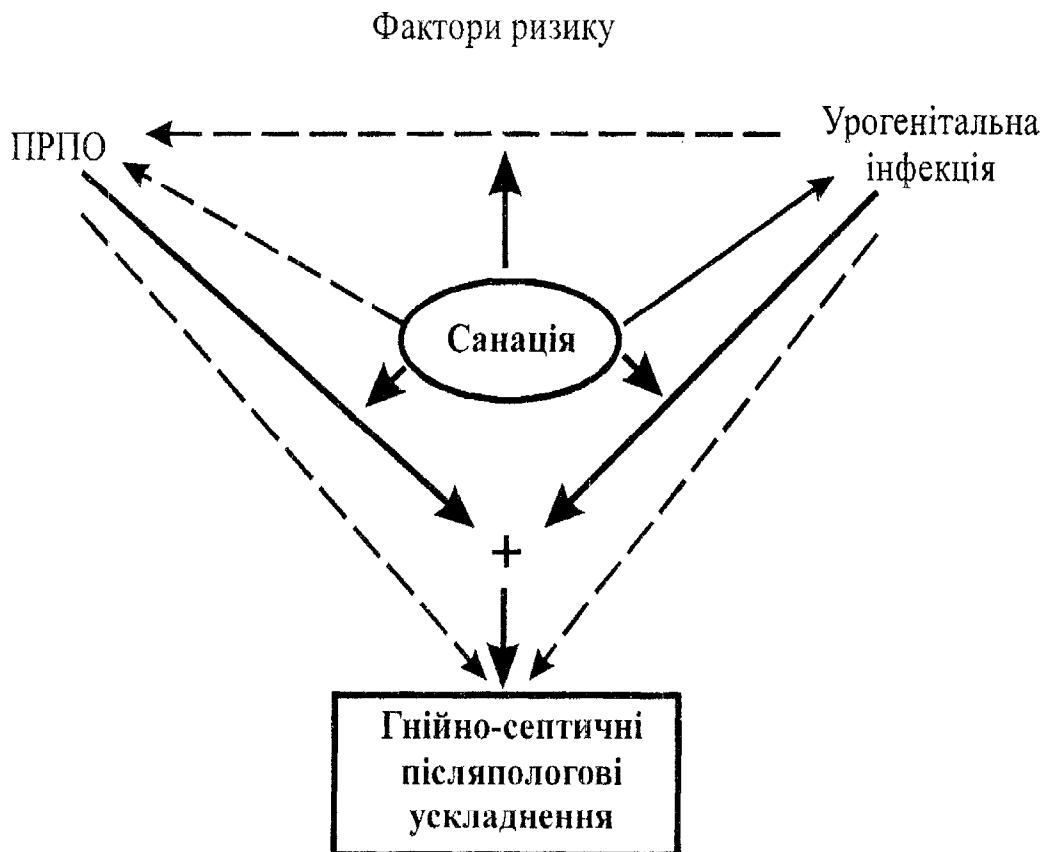 Фактори ризику
ПРПО
Урогенітальна
інфекція
Санація
+
Гнійно-септичні
післяпологові
ускладнення